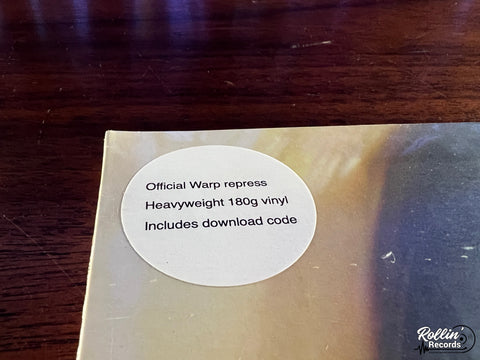 Official Warp repress
Heavyweight 180g vinyl
Includes download code
Rollin'
Records